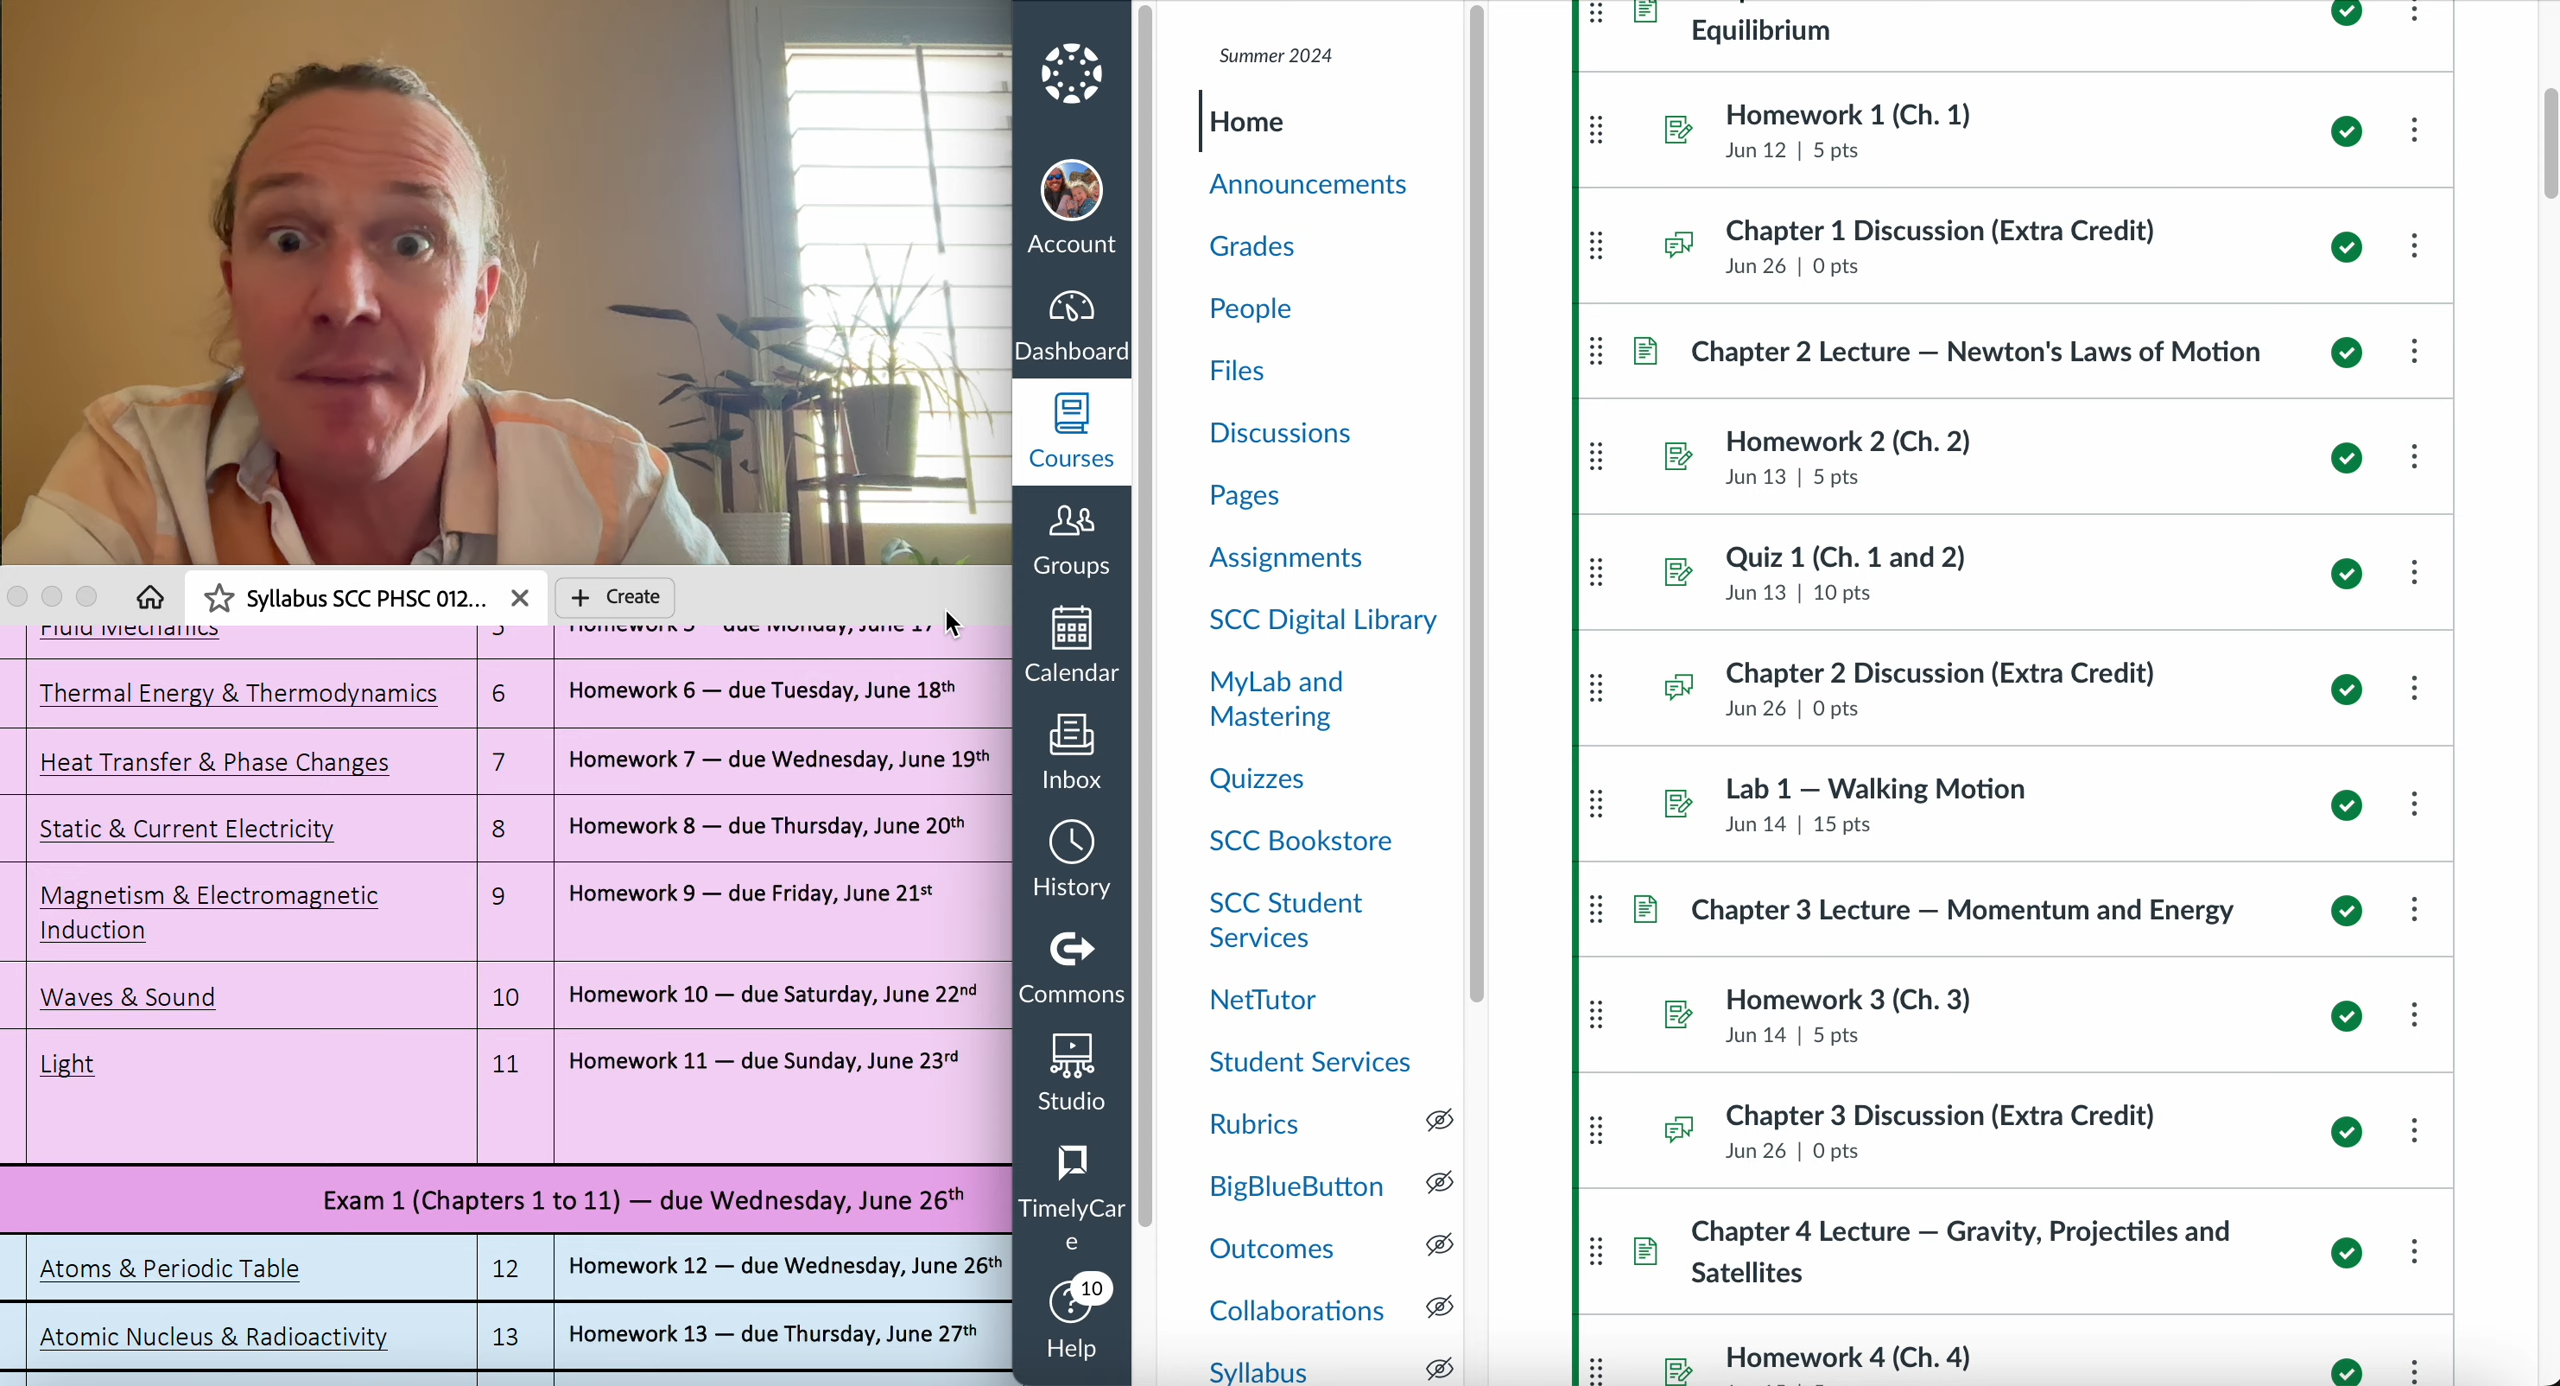 Syllabus SCC PHSC 012...
Create
Fluid Mechanics 5 Homework 5 — due Monday, June 17
Thermal Energy & Thermodynamics 6 Homework 6 — due Tuesday, June 18th
Heat Transfer & Phase Changes 7 Homework 7 — due Wednesday, June 19th
Static & Current Electricity 8 Homework 8 — due Thursday, June 20th
Magnetism & Electromagnetic 9 Homework 9 — due Friday, June 21st
Induction
Waves & Sound 10 Homework 10 — due Saturday, June 22nd
Light 11 Homework 11 — due Sunday, June 23rd
Exam 1 (Chapters 1 to 11) — due Wednesday, June 26th
Atoms & Periodic Table 12 Homework 12 — due Wednesday, June 26th
Atomic Nucleus & Radioactivity 13 Homework 13 — due Thursday, June 27th
Account
Dashboard
Courses
Groups
Calendar
Inbox
History
Commons
Studio
TimelyCar
e
10
Help
Summer 2024
Home
Announcements
Grades
People
Files
Discussions
Pages
Assignments
SCC Digital Library
MyLab and
Mastering
Quizzes
SCC Bookstore
SCC Student
Services
NetTutor
Student Services
Rubrics
BigBlueButton
Outcomes
Collaborations
Syllabus
Equilibrium
Homework 1 (Ch. 1)
Jun 12 | 5 pts
Chapter 1 Discussion (Extra Credit)
Jun 26 | 0 pts
Chapter 2 Lecture — Newton's Laws of Motion
Homework 2 (Ch. 2)
Jun 13 | 5 pts
Quiz 1 (Ch. 1 and 2)
Jun 13 | 10 pts
Chapter 2 Discussion (Extra Credit)
Jun 26 | 0 pts
Lab 1 — Walking Motion
Jun 14 | 15 pts
Chapter 3 Lecture — Momentum and Energy
Homework 3 (Ch. 3)
Jun 14 | 5 pts
Chapter 3 Discussion (Extra Credit)
Jun 26 | 0 pts
Chapter 4 Lecture — Gravity, Projectiles and
Satellites
Homework 4 (Ch. 4)